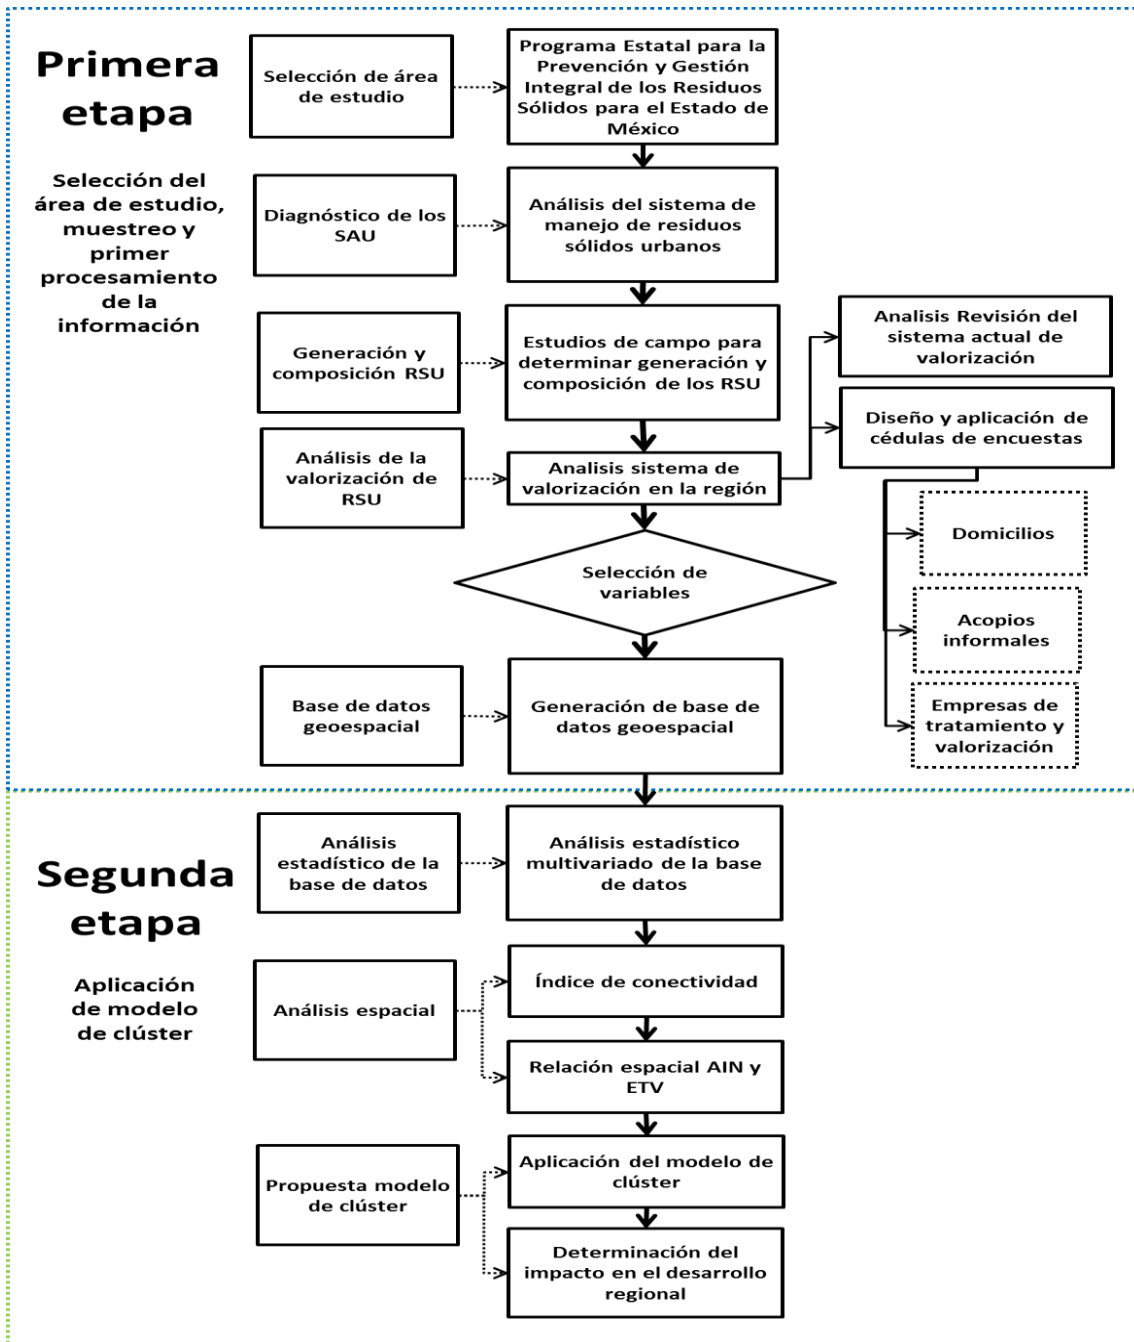 Primera
etapa
Selección del
área de estudio,
muestreo y
primer
procesamiento
de la
información
Selección de área
de estudio
Programa Estatal para la
Prevención y Gestión
Integral de los Residuos
Sólidos para el Estado de
México
Diagnóstico de los
SAU
Análisis del sistema de
manejo de residuos
sólidos urbanos
Generación y
composición RSU
Estudios de campo para
determinar generación y
composición de los RSU
Analisis Revisión del
sistema actual de
valorización
Diseño y aplicación de
cédulas de encuestas
Análisis de la
valorización de
RSU
Analisis sistema de
valorización en la región
Domicilios
Acopios
informales
Empresas de
tratamiento y
valorización
Selección de
variables
Base de datos
geoespacial
Generación de base de
datos geoespacial
Segunda
etapa
Aplicación
de modelo
de clúster
Análisis
estadístico de la
base de datos
Análisis estadístico
multivariado de la base
de datos
Análisis espacial
Índice de conectividad
Relación espacial AIN y
ETV
Propuesta modelo
de clúster
Aplicación del modelo de
clúster
Determinación del
impacto en el desarrollo
regional